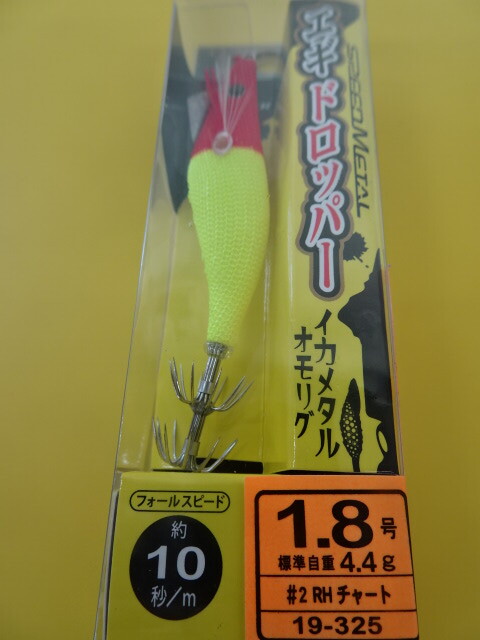 エギドロッパー
SASSO METAL
イカメタル
オモリグ
フォールスピード
約
10
秒/m
1.8号
標準自重 4.4g
#2 RHチャート
19-325